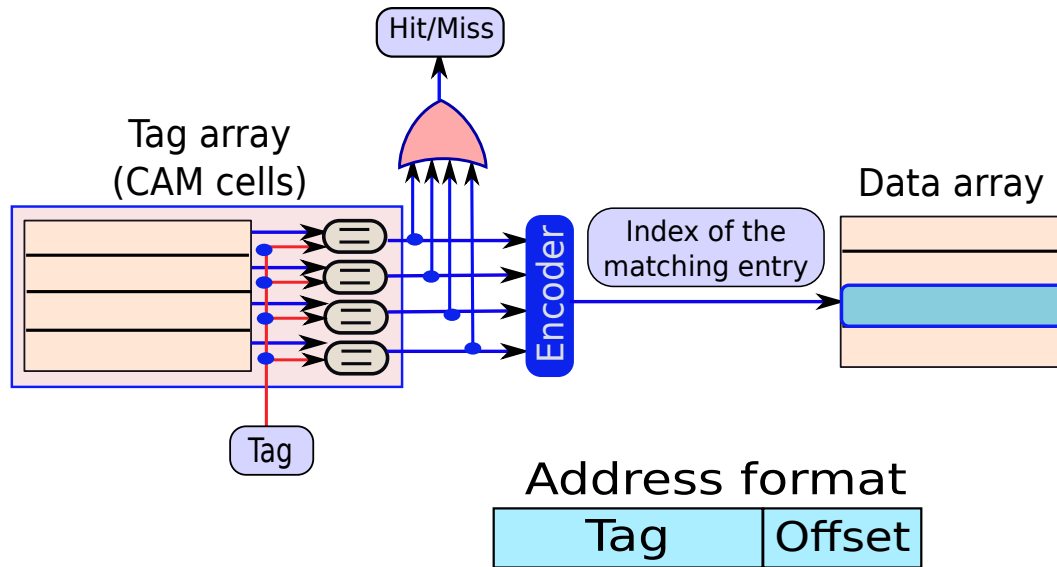 Hit/Miss
Tag array
(CAM cells)
Data array
Index of the
matching entry
Encoder
Tag
Address format
Tag
Offset